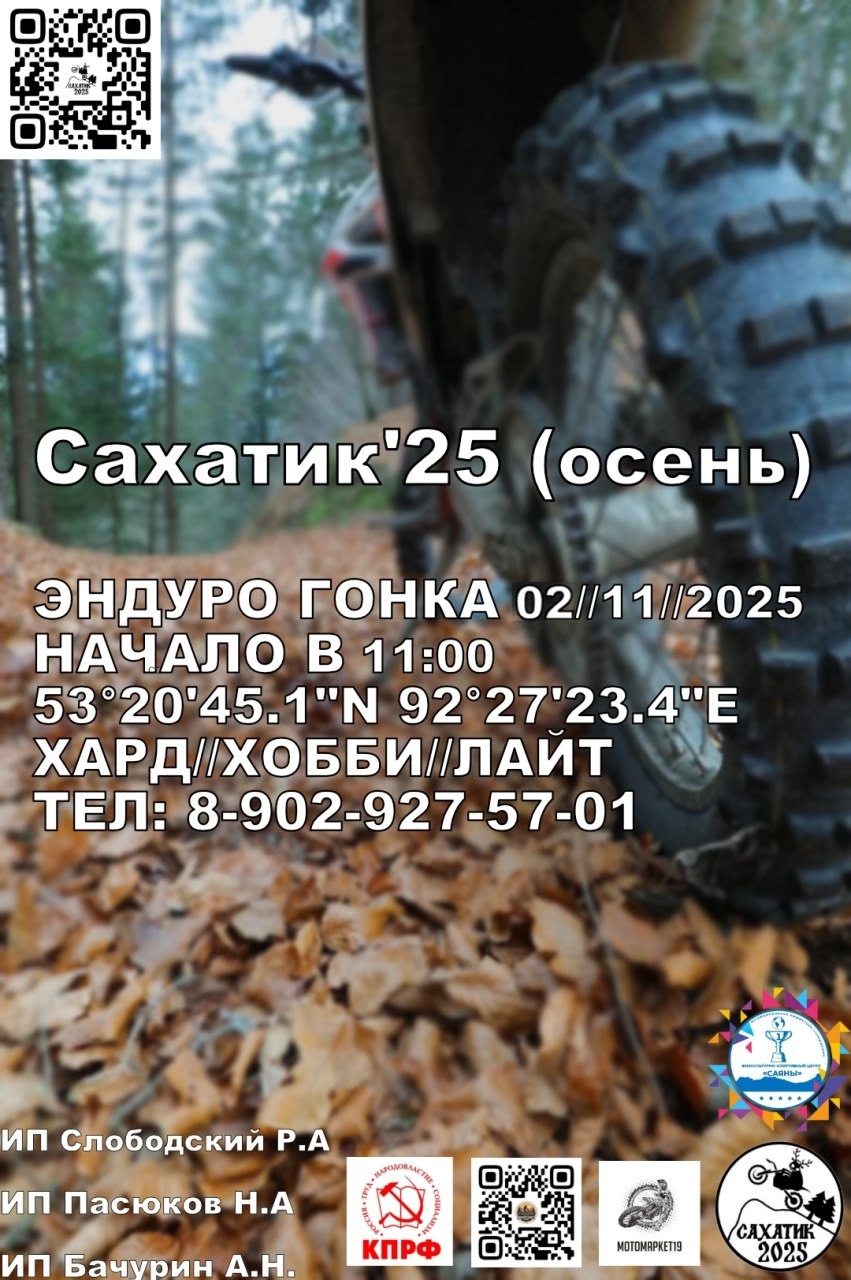 САХАТИК
2025
Сахатик'25 (осень)
ЭНДУРО ГОНКА 02//11//2025
НАЧАЛО В 11:00
53°20'45.1"N 92°27'23.4"E
ХАРД//ХОББИ//ЛАЙТ
ТЕЛ: 8-902-927-57-01
ФИЗКУЛЬТУРНО-СПОРТИВНЫЙ ЦЕНТР
«САЯНЫ»
ИП Слободский Р.А
ИП Пасюков Н.А
ИП Бачурин А.Н.
РОССИЯ • ТРУД • НАРОДОВЛАСТИЕ • СОЦИАЛИЗМ
КПРФ
МОТОМАРКЕТ19
САХАТИК
2025